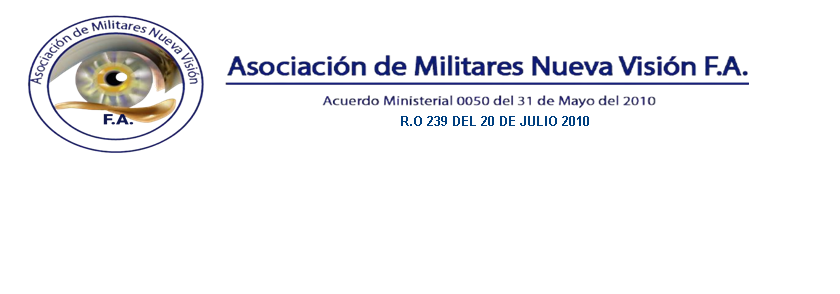 Asociación de Militares Nueva Visión
F.A.
Asociación de Militares Nueva Visión F.A.
Acuerdo Ministerial 0050 del 31 de Mayo del 2010
R.O 239 DEL 20 DE JULIO 2010